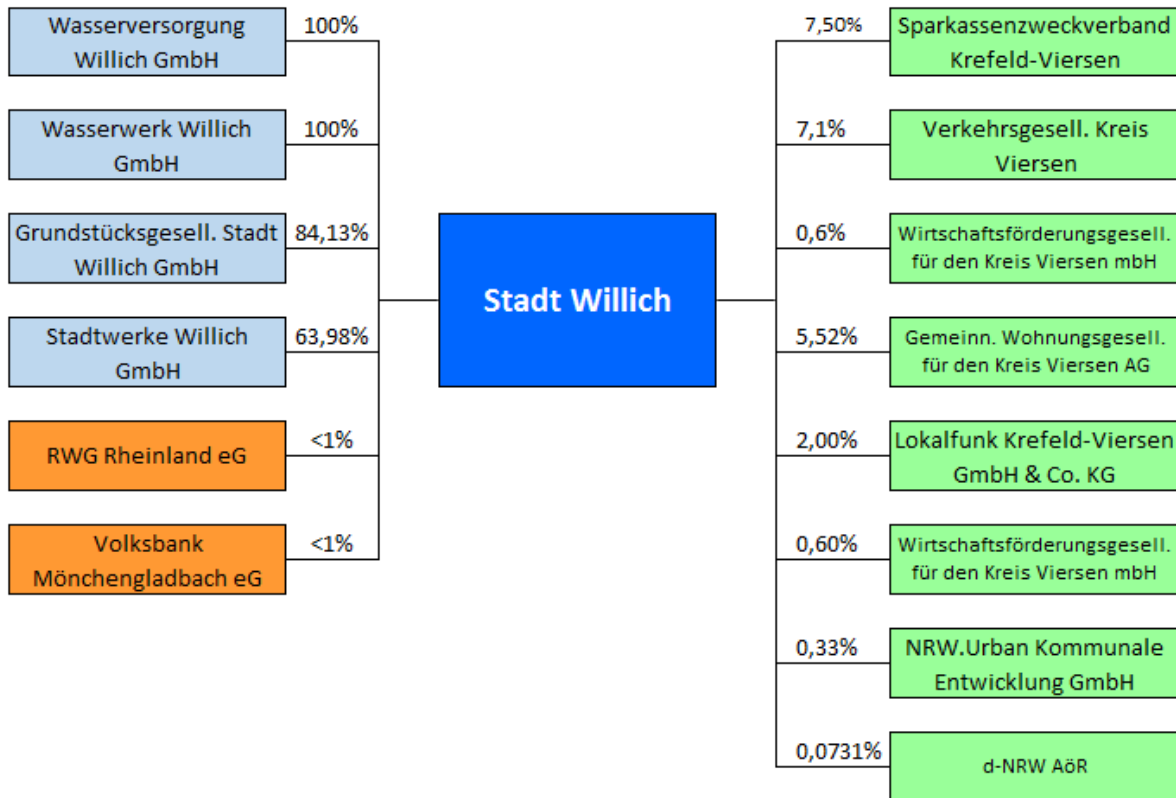 Wasserversorgung
Willich GmbH
100%
Wasserwerk Willich
GmbH
100%
Grundstücksgesell. Stadt
Willich GmbH
84,13%
Stadtwerke Willich
GmbH
63,98%
RWG Rheinland eG
<1%
Volksbank
Mönchengladbach eG
<1%
Stadt Willich
7,50%
Sparkassenzweckverband
Krefeld-Viersen
7,1%
Verkehrsgesell. Kreis
Viersen
0,6%
Wirtschaftsförderungsgesell.
für den Kreis Viersen mbH
5,52%
Gemeinn. Wohnungsgesell.
für den Kreis Viersen AG
2,00%
Lokalfunk Krefeld-Viersen
GmbH & Co. KG
0,60%
Wirtschaftsförderungsgesell.
für den Kreis Viersen mbH
0,33%
NRW.Urban Kommunale
Entwicklung GmbH
0,0731%
d-NRW AöR